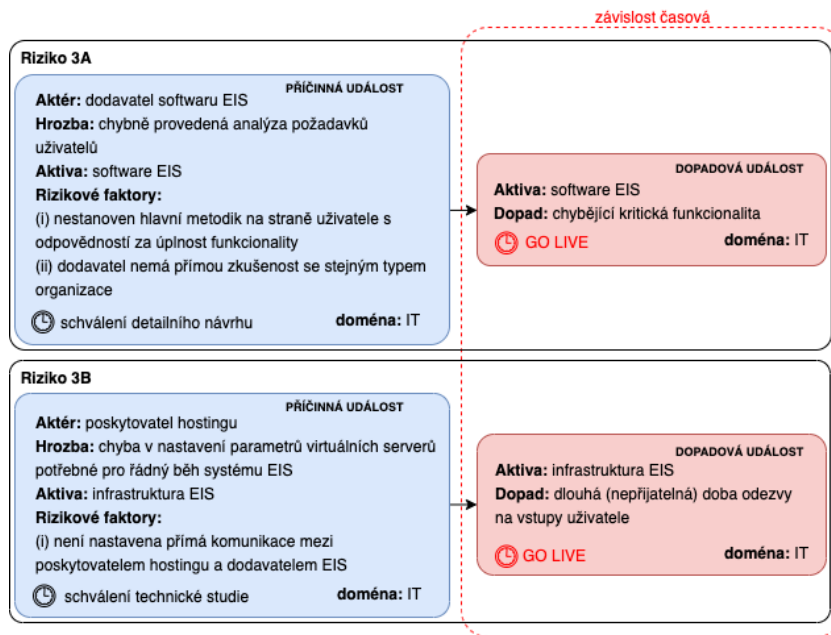 závislost časová
Riziko 3A
PŘÍČINNÁ UDÁLOST
Aktér: dodavatel softwaru EIS
Hrozba: chybně provedená analýza požadavků
uživatelů
Aktiva: software EIS
Rizikové faktory:
(i) nestanoven hlavní metodik na straně uživatele s
odpovědností za úplnost funkcionality
(ii) dodavatel nemá přímou zkušenost se stejným typem
organizace
schválení detailního návrhu doména: IT
DOPADOVÁ UDÁLOST
Aktiva: software EIS
Dopad: chybějící kritická funkcionalita
GO LIVE doména: IT
Riziko 3B
PŘÍČINNÁ UDÁLOST
Aktér: poskytovatel hostingu
Hrozba: chyba v nastavení parametrů virtuálních serverů
potřebné pro řádný běh systému EIS
Aktiva: infrastruktura EIS
Rizikové faktory:
(i) není nastavena přímá komunikace mezi
poskytovatelem hostingu a dodavatelem EIS
schválení technické studie doména: IT
DOPADOVÁ UDÁLOST
Aktiva: infrastruktura EIS
Dopad: dlouhá (nepřijatelná) doba odezvy
na vstupy uživatele
GO LIVE doména: IT